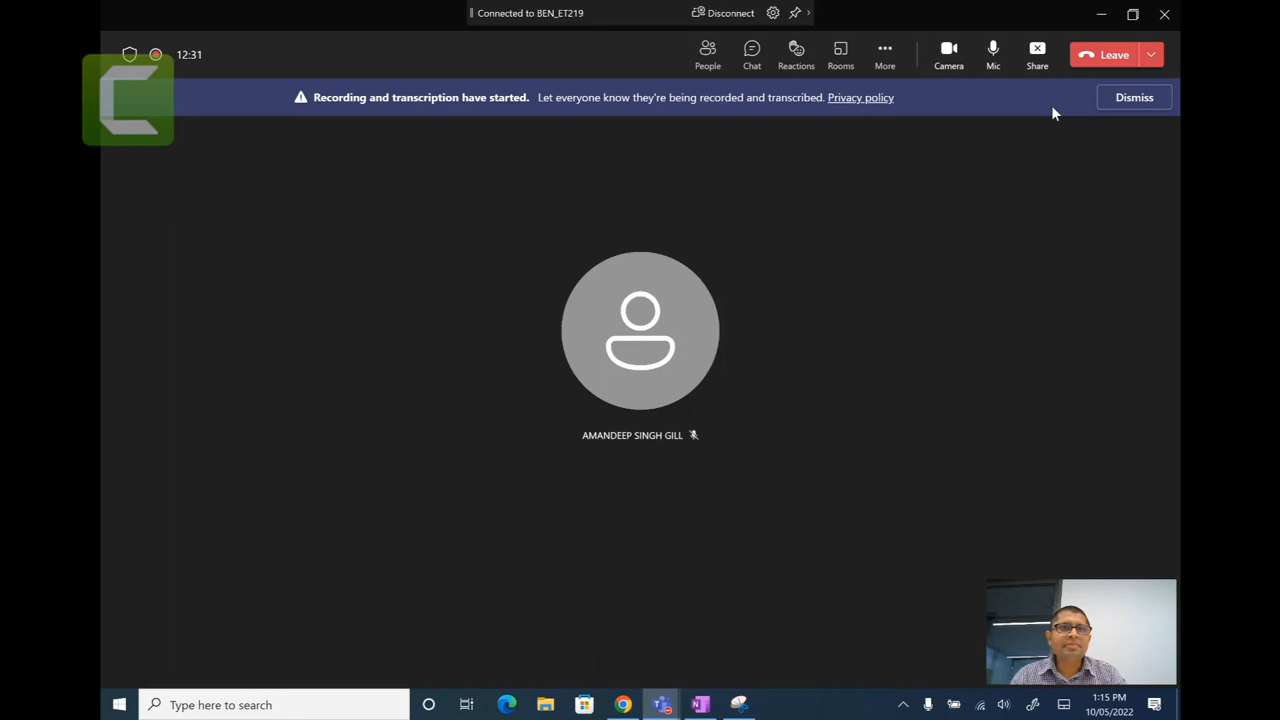 Connected to BEN_ET219
Disconnect
12:31
People
Chat
Reactions
Rooms
More
Camera
Mic
Share
Leave
Recording and transcription have started. Let everyone know they're being recorded and transcribed. Privacy policy
Dismiss
AMANDEEP SINGH GILL
Type here to search
1:15 PM
10/05/2022